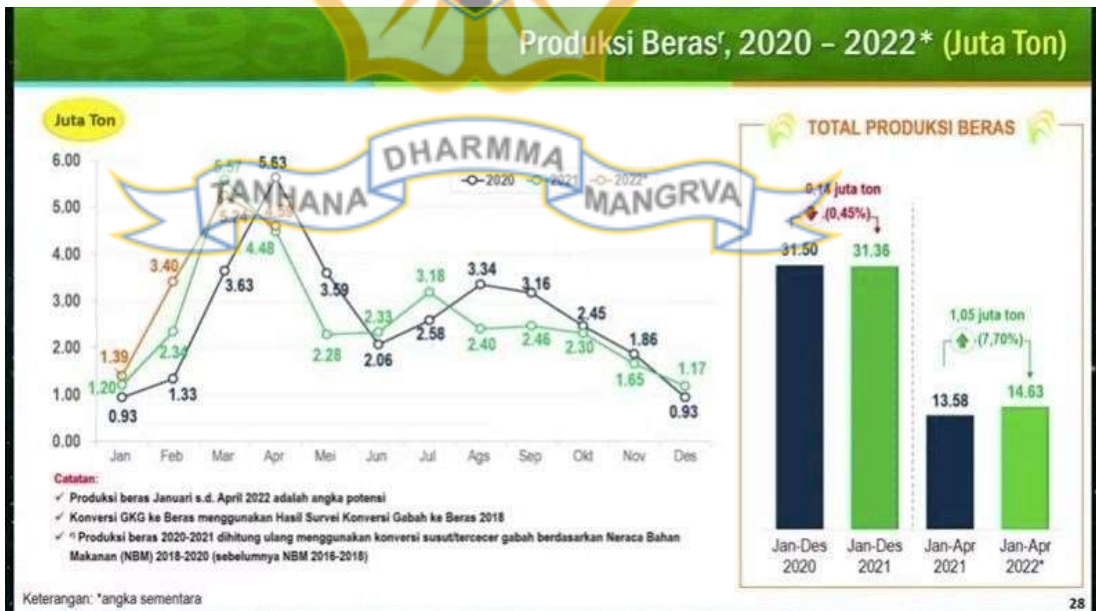 Produksi Berasʳ, 2020 – 2022* (Juta Ton)
Juta Ton
TANHANA DHARMMA MANGRVA
2020 2021 2022*
6.00
5.00
4.00
3.00
2.00
1.00
0.00
5.57 5.63
5.24 4.59
4.48
3.40
3.63
3.59
3.34
3.18
3.16
2.58
2.45
2.33
2.34
2.28
2.06
2.40
2.46
2.30
1.86
1.65
1.39
1.20
1.33
1.17
0.93
0.93
Jan Feb Mar Apr Mei Jun Jul Ags Sep Okt Nov Des
Catatan:
✓ Produksi beras Januari s.d. April 2022 adalah angka potensi
✓ Konversi GKG ke Beras menggunakan Hasil Survei Konversi Gabah ke Beras 2018
✓ ʳ⁾ Produksi beras 2020-2021 dihitung ulang menggunakan konversi susut/tercecer gabah berdasarkan Neraca Bahan
Makanan (NBM) 2018-2020 (sebelumnya NBM 2016-2018)
Keterangan: *angka sementara
TOTAL PRODUKSI BERAS
0,14 juta ton
(0,45%)
31.50 31.36
1,05 juta ton
(7,70%)
13.58 14.63
Jan-Des Jan-Des Jan-Apr Jan-Apr
2020 2021 2021 2022*
28